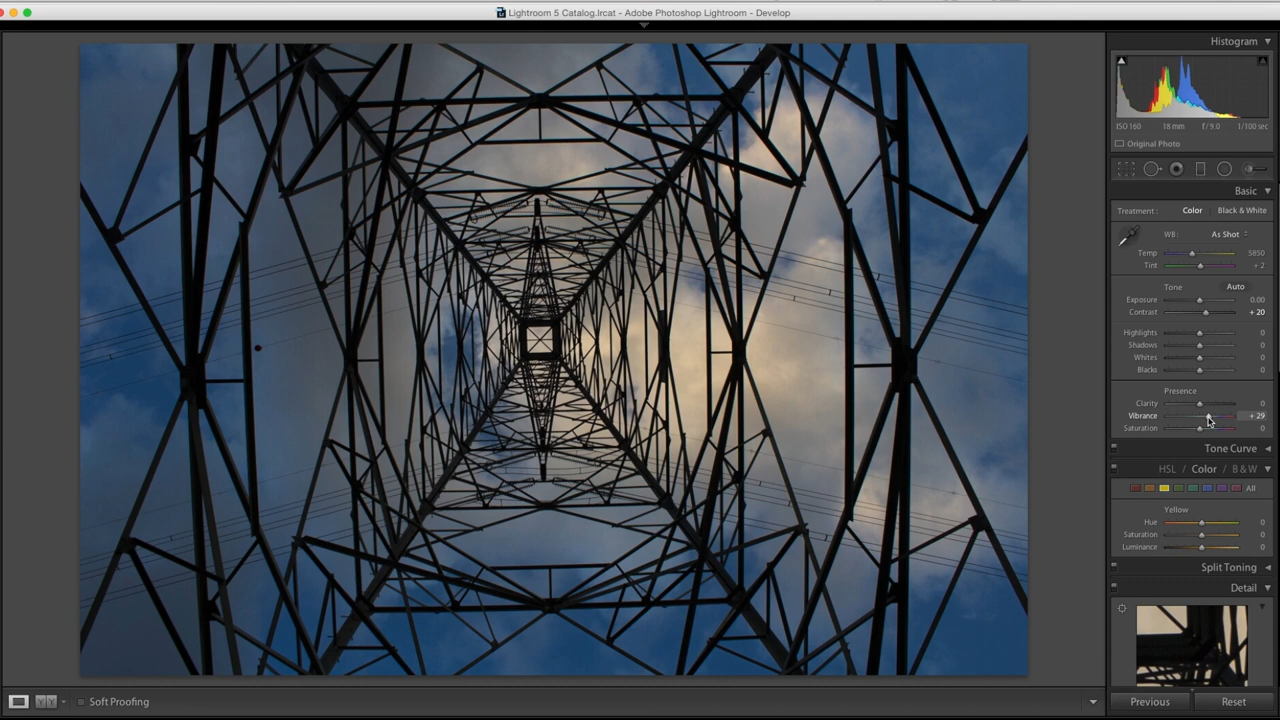 Lightroom 5 Catalog.lrcat - Adobe Photoshop Lightroom - Develop
Histogram
ISO 160 18 mm f / 9.0 1/100 sec
Original Photo
Basic
Treatment : Color Black & White
WB : As Shot
Temp 5850
Tint + 2
Tone Auto
Exposure 0.00
Contrast + 20
Highlights 0
Shadows 0
Whites 0
Blacks 0
Presence
Clarity 0
Vibrance + 29
Saturation 0
Tone Curve
HSL / Color / B & W
All
Yellow
Hue 0
Saturation 0
Luminance 0
Split Toning
Detail
YY Soft Proofing
Previous Reset